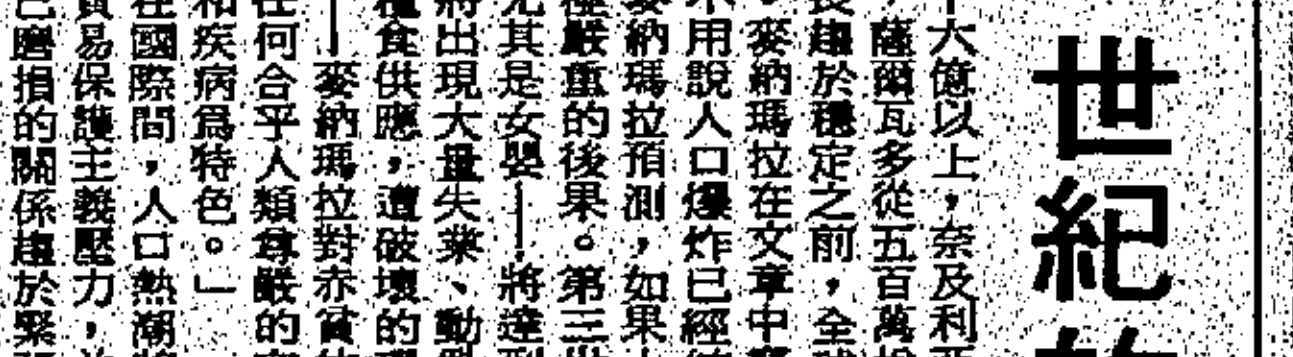 世紀
十六億以上，奈及利
薩爾瓦多從五百萬
長趨於穩定之前，全
。麥納瑪拉在文章中
不用說人口爆炸已經
麥納瑪拉預測，如果
極嚴重的後果。第三
尤其是女嬰——將達到
將出現大量失業、動
糧食供應，遭破壞的
——麥納瑪拉對赤貧
任何合乎人類尊嚴的
和疾病為特色。」
在國際間，人口熱潮將
貿易保護主義壓力，
已磨損的關係趨於緊